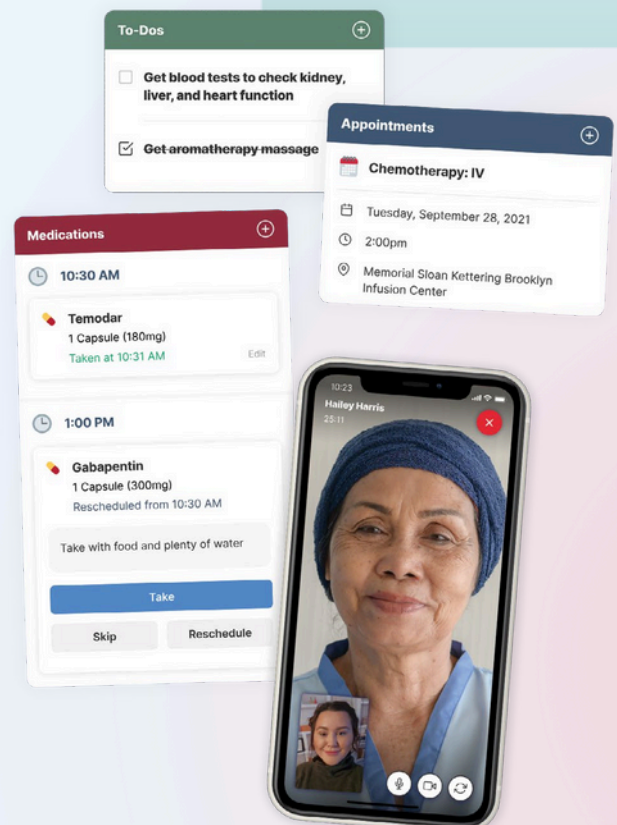 To-Dos
Get blood tests to check kidney,
liver, and heart function
Get aromatherapy massage
Appointments
Chemotherapy: IV
Tuesday, September 28, 2021
2:00pm
Memorial Sloan Kettering Brooklyn
Infusion Center
Medications
10:30 AM
Temodar
1 Capsule (180mg)
Taken at 10:31 AM
Edit
1:00 PM
Gabapentin
1 Capsule (300mg)
Rescheduled from 10:30 AM
Take with food and plenty of water
Take
Skip
Reschedule
10:23
Hailey Harris
25:11